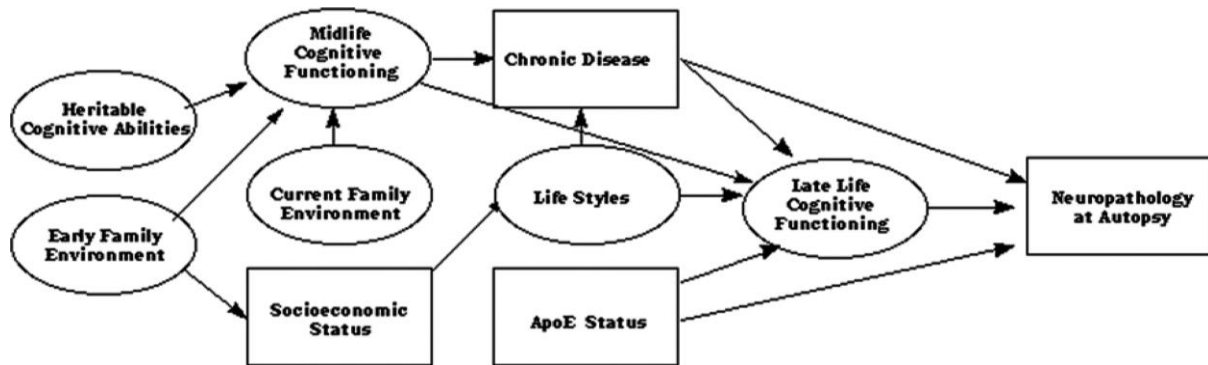 Midlife
Cognitive
Functioning
Chronic Disease
Heritable
Cognitive Abilities
Current Family
Environment
Life Styles
Late Life
Cognitive
Functioning
Neuropathology
at Autopsy
Early Family
Environment
Socioeconomic
Status
ApoE Status